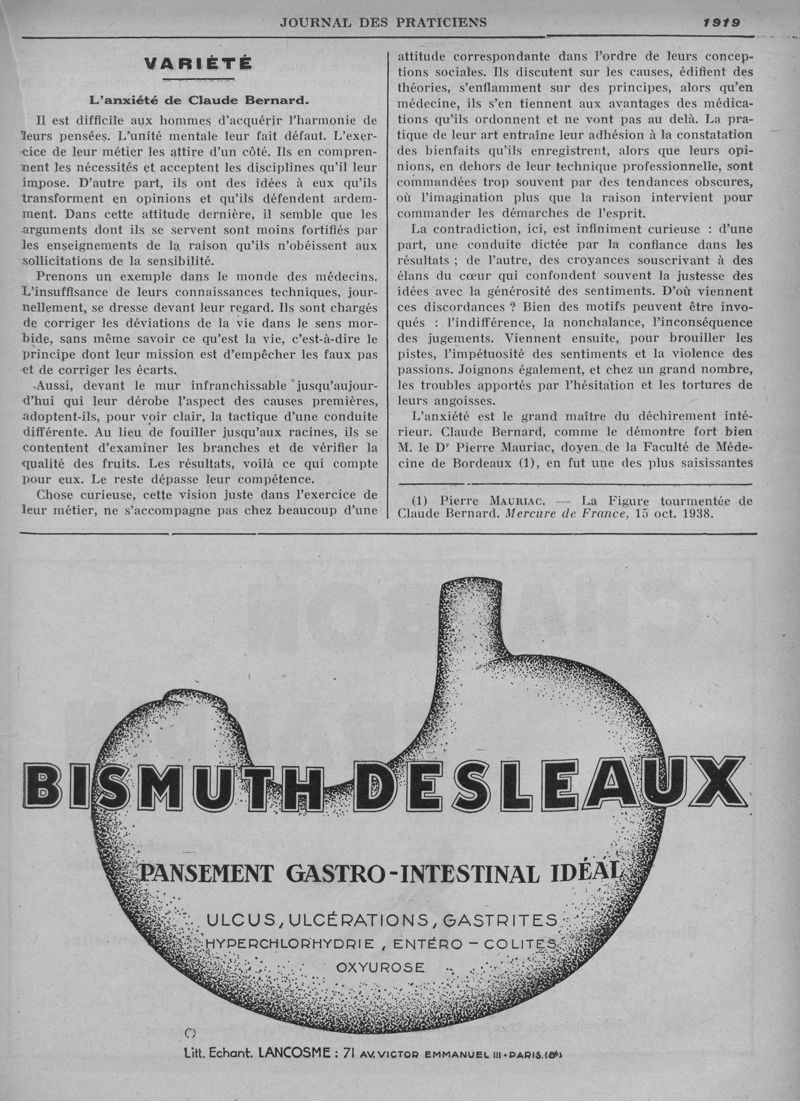 JOURNAL DES PRATICIENS 1919
VARIÉTÉ
L'anxiété de Claude Bernard.
Il est difficile aux hommes d'acquérir l'harmonie de
leurs pensées. L'unité mentale leur fait défaut. L'exer-
cice de leur métier les attire d'un côté. Ils en compren-
nent les nécessités et acceptent les disciplines qu'il leur
impose. D'autre part, ils ont des idées à eux qu'ils
transforment en opinions et qu'ils défendent ardem-
ment. Dans cette attitude dernière, il semble que les
arguments dont ils se servent sont moins fortifiés par
les enseignements de la raison qu'ils n'obéissent aux
sollicitations de la sensibilité.
Prenons un exemple dans le monde des médecins.
L'insuffisance de leurs connaissances techniques, jour-
nellement, se dresse devant leur regard. Ils sont chargés
de corriger les déviations de la vie dans le sens mor-
bide, sans même savoir ce qu'est la vie, c'est-à-dire le
principe dont leur mission est d'empêcher les faux pas
et de corriger les écarts.
Aussi, devant le mur infranchissable jusqu'aujour-
d'hui qui leur dérobe l'aspect des causes premières,
adoptent-ils, pour voir clair, la tactique d'une conduite
différente. Au lieu de fouiller jusqu'aux racines, ils se
contentent d'examiner les branches et de vérifier la
qualité des fruits. Les résultats, voilà ce qui compte
pour eux. Le reste dépasse leur compétence.
Chose curieuse, cette vision juste dans l'exercice de
leur métier, ne s'accompagne pas chez beaucoup d'une
attitude correspondante dans l'ordre de leurs concep-
tions sociales. Ils discutent sur les causes, édifient des
théories, s'enflamment sur des principes, alors qu'en
médecine, ils s'en tiennent aux avantages des médica-
tions qu'ils ordonnent et ne vont pas au delà. La pra-
tique de leur art entraîne leur adhésion à la constatation
des bienfaits qu'ils enregistrent, alors que leurs opi-
nions, en dehors de leur technique professionnelle, sont
commandées trop souvent par des tendances obscures,
où l'imagination plus que la raison intervient pour
commander les démarches de l'esprit.
La contradiction, ici, est infiniment curieuse : d'une
part, une conduite dictée par la confiance dans les
résultats ; de l'autre, des croyances souscrivant à des
élans du cœur qui confondent souvent la justesse des
idées avec la générosité des sentiments. D'où viennent
ces discordances ? Bien des motifs peuvent être invo-
qués : l'indifférence, la nonchalance, l'inconséquence
des jugements. Viennent ensuite, pour brouiller les
pistes, l'impétuosité des sentiments et la violence des
passions. Joignons également, et chez un grand nombre,
les troubles apportés par l'hésitation et les tortures de
leurs angoisses.
L'anxiété est le grand maître du déchirement inté-
rieur. Claude Bernard, comme le démontre fort bien
M. le Dr Pierre Mauriac, doyen de la Faculté de Méde-
cine de Bordeaux (1), en fut une des plus saisissantes
(1) Pierre MAURIAC. — La Figure tourmentée de
Claude Bernard. Mercure de France, 15 oct. 1938.
BISMUTH DESLEAUX
PANSEMENT GASTRO-INTESTINAL IDÉAL
ULCUS, ULCÉRATIONS, GASTRITES
HYPERCHLORHYDRIE, ENTÉRO - COLITES
OXYUROSE
Litt. Echant. LANCOSME : 71 AV. VICTOR EMMANUEL III - PARIS. (8e)